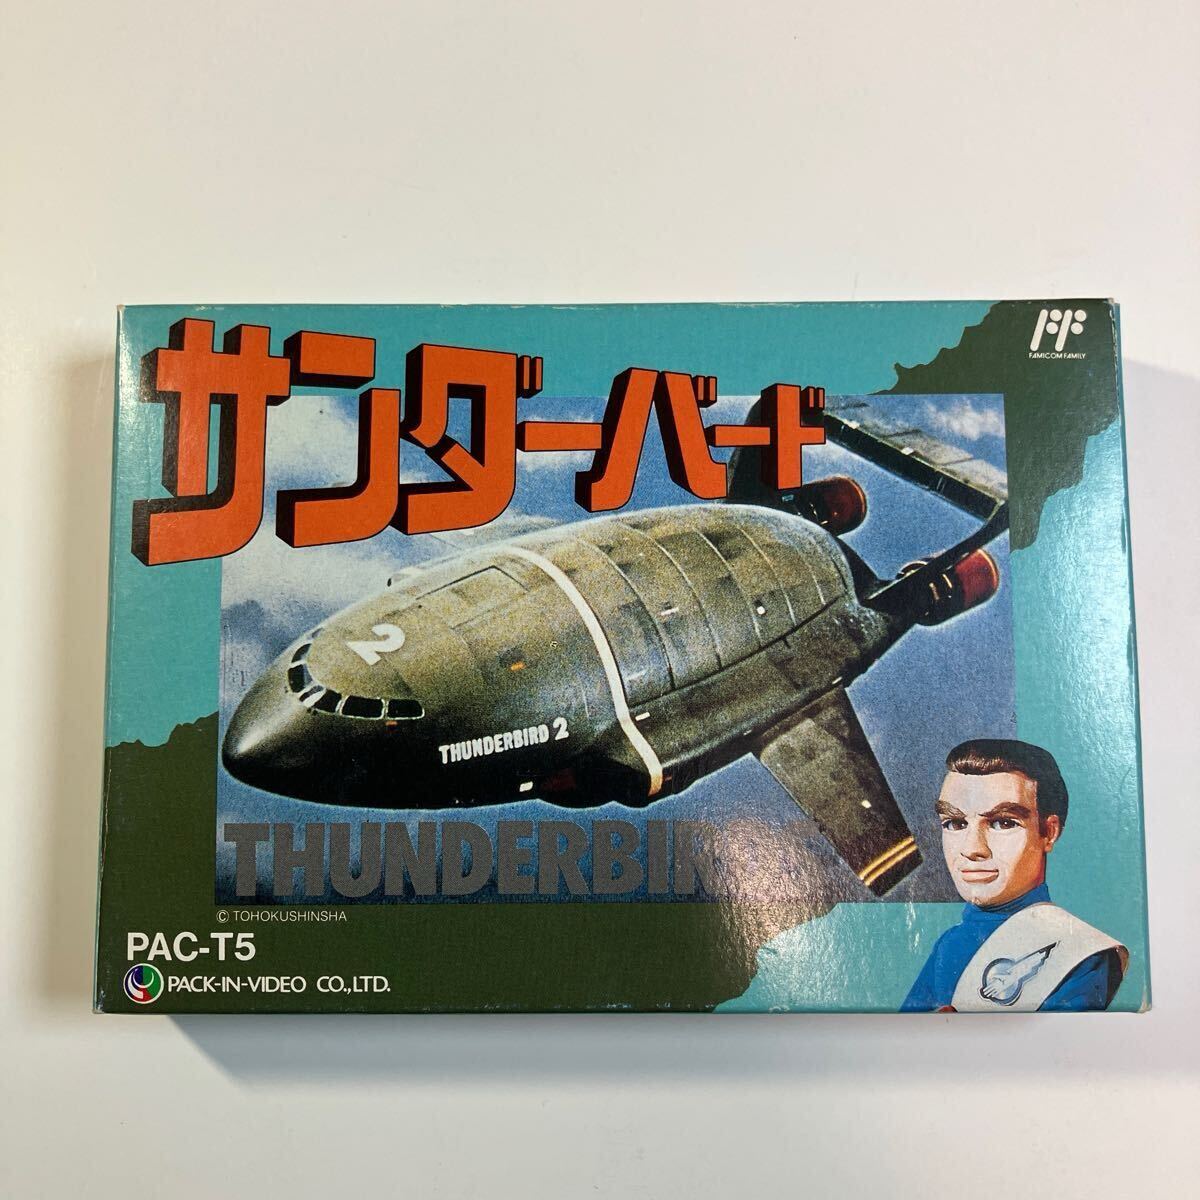 サンダーバード
FAMICOM FAMILY
2
THUNDERBIRD 2
THUNDERBIR
© TOHOKUSHINSHA
PAC-T5
PACK-IN-VIDEO CO.,LTD.